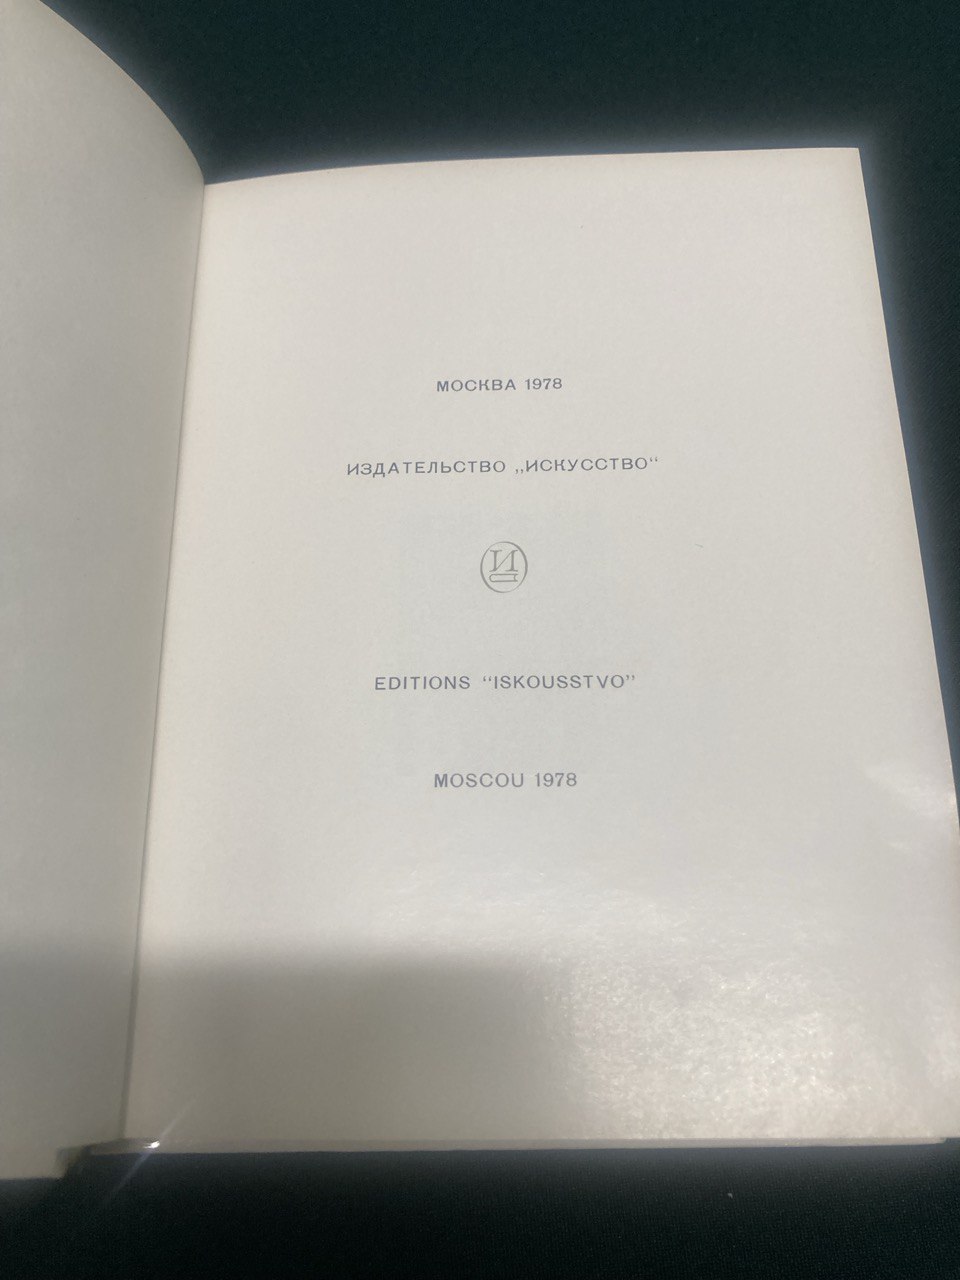 МОСКВА 1978
ИЗДАТЕЛЬСТВО „ИСКУССТВО“
И
EDITIONS “ISKOUSSTVO”
MOSCOU 1978